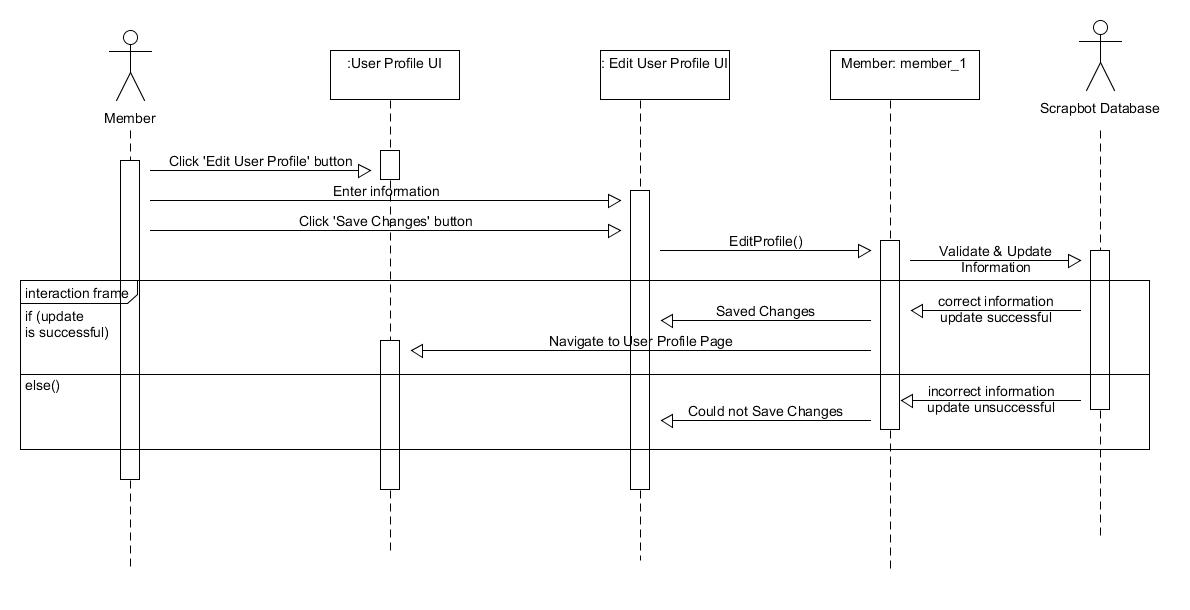 :User Profile UI
: Edit User Profile UI
Member: member_1
Scrapbot Database
Member
Click 'Edit User Profile' button
Enter information
Click 'Save Changes' button
EditProfile()
Validate & Update
Information
interaction frame
if (update
is successful)
correct information
update successful
Saved Changes
Navigate to User Profile Page
else()
incorrect information
update unsuccessful
Could not Save Changes